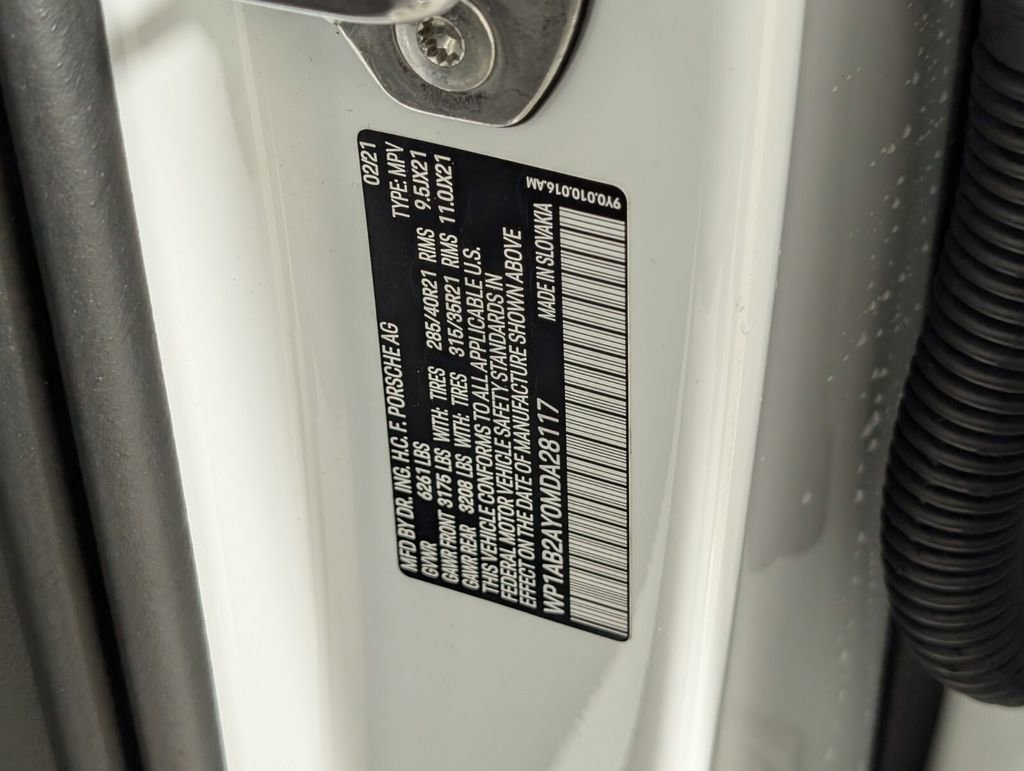 MFD BY DR. ING. H.C. F. PORSCHE AG 02/21
GVWR 6261 LBS TYPE: MPV
GAWR FRONT 3175 LBS WITH: TIRES 285/40R21 RIMS 9.5JX21
GAWR REAR 3208 LBS WITH: TIRES 315/35R21 RIMS 11.0JX21
THIS VEHICLE CONFORMS TO ALL APPLICABLE U.S.
FEDERAL MOTOR VEHICLE SAFETY STANDARDS IN
EFFECT ON THE DATE OF MANUFACTURE SHOWN ABOVE
WP1AB2AY0MDA28117 MADE IN SLOVAKIA
9Y0.010.016.AM